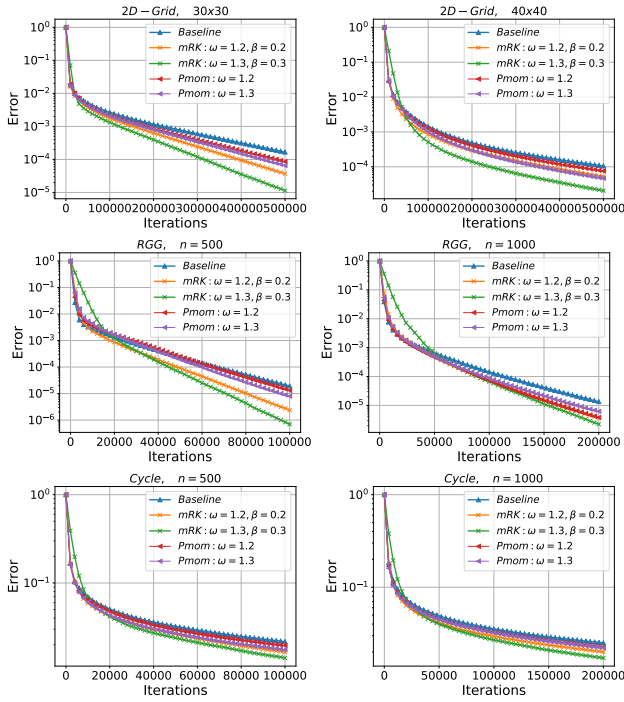 2D − Grid, 30x30
Error
10⁰
10⁻¹
10⁻²
10⁻³
10⁻⁴
10⁻⁵
Baseline
mRK : ω = 1.2, β = 0.2
mRK : ω = 1.3, β = 0.3
Pmom : ω = 1.2
Pmom : ω = 1.3
0 100000 200000 300000 400000 500000
Iterations
2D − Grid, 40x40
Error
10⁰
10⁻¹
10⁻²
10⁻³
10⁻⁴
Baseline
mRK : ω = 1.2, β = 0.2
mRK : ω = 1.3, β = 0.3
Pmom : ω = 1.2
Pmom : ω = 1.3
0 100000 200000 300000 400000 500000
Iterations
RGG, n = 500
Error
10⁰
10⁻¹
10⁻²
10⁻³
10⁻⁴
10⁻⁵
10⁻⁶
Baseline
mRK : ω = 1.2, β = 0.2
mRK : ω = 1.3, β = 0.3
Pmom : ω = 1.2
Pmom : ω = 1.3
0 20000 40000 60000 80000 100000
Iterations
RGG, n = 1000
Error
10⁰
10⁻¹
10⁻²
10⁻³
10⁻⁴
10⁻⁵
Baseline
mRK : ω = 1.2, β = 0.2
mRK : ω = 1.3, β = 0.3
Pmom : ω = 1.2
Pmom : ω = 1.3
0 50000 100000 150000 200000
Iterations
Cycle, n = 500
Error
10⁰
10⁻¹
Baseline
mRK : ω = 1.2, β = 0.2
mRK : ω = 1.3, β = 0.3
Pmom : ω = 1.2
Pmom : ω = 1.3
0 20000 40000 60000 80000 100000
Iterations
Cycle, n = 1000
Error
10⁰
10⁻¹
Baseline
mRK : ω = 1.2, β = 0.2
mRK : ω = 1.3, β = 0.3
Pmom : ω = 1.2
Pmom : ω = 1.3
0 50000 100000 150000 200000
Iterations